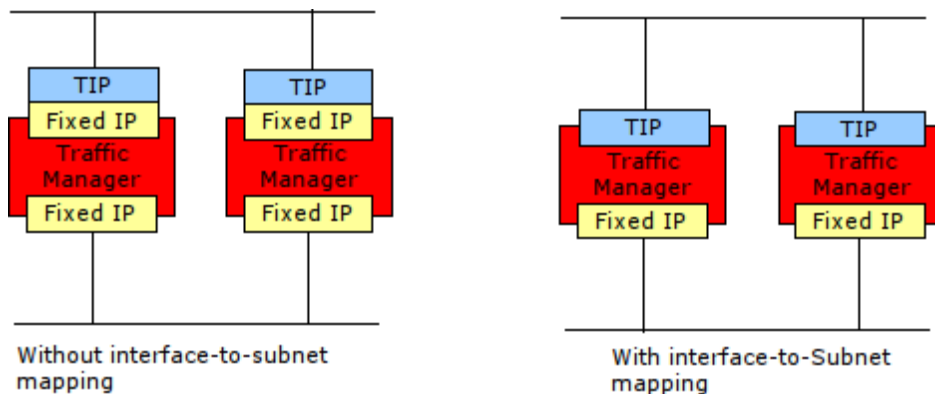 TIP
Fixed IP
Traffic
Manager
Fixed IP
TIP
Fixed IP
Traffic
Manager
Fixed IP
Without interface-to-subnet
mapping
TIP
Traffic
Manager
Fixed IP
TIP
Traffic
Manager
Fixed IP
With interface-to-Subnet
mapping